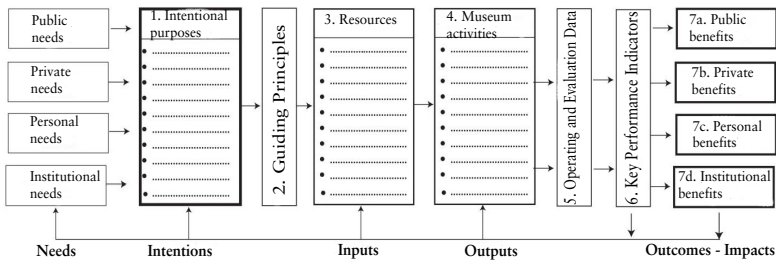 Public
needs
Private
needs
Personal
needs
Institutional
needs
1. Intentional
purposes
2. Guiding Principles
3. Resources
4. Museum
activities
5. Operating and Evaluation Data
6. Key Performance Indicators
7a. Public
benefits
7b. Private
benefits
7c. Personal
benefits
7d. Institutional
benefits
Needs
Intentions
Inputs
Outputs
Outcomes - Impacts